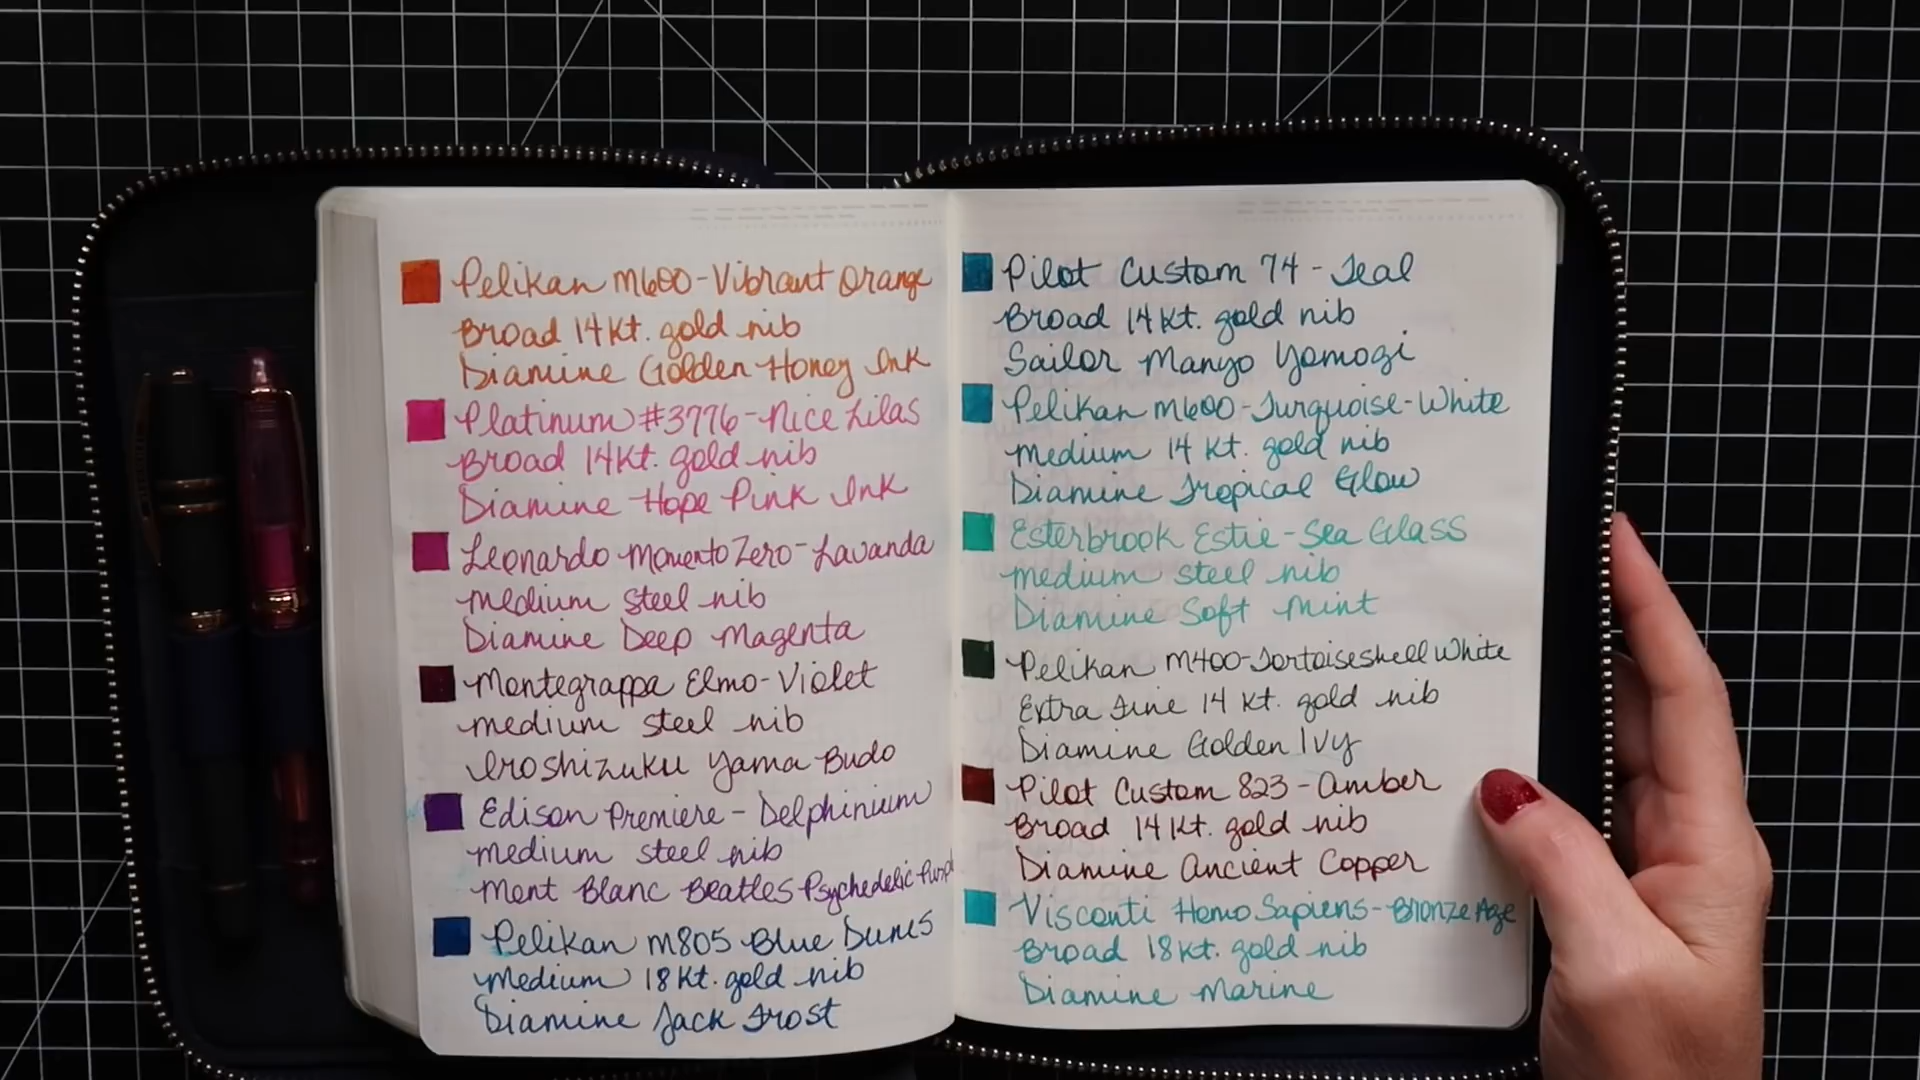 Pelikan M600-Vibrant Orange
Broad 14Kt. gold nib
Diamine Golden Honey Ink
Platinum #3776-Nice Lilas
Broad 14Kt. gold nib
Diamine Hope Pink Ink
Leonardo Momento Zero-Lavanda
Medium steel nib
Diamine Deep Magenta
Montegrappa Elmo-Violet
Medium steel nib
Iroshizuku Yama Budo
Edison Premiere - Delphinium
Medium steel nib
Mont Blanc Beatles Psychedelic Purpl
Pelikan M805 Blue Dunes
Medium 18Kt. gold nib
Diamine Jack Frost
Pilot Custom 74 - Teal
Broad 14Kt. gold nib
Sailor Manyo Yomogi
Pelikan M600-Turquoise-White
Medium 14 Kt. gold nib
Diamine Tropical Glow
Esterbrook Estie-Sea Glass
Medium steel nib
Diamine Soft Mint
Pelikan M400-Tortoiseshell White
Extra Fine 14 Kt. gold nib
Diamine Golden Ivy
Pilot Custom 823-Amber
Broad 14Kt. gold nib
Diamine Ancient Copper
Visconti Homo Sapiens-Bronze Age
Broad 18Kt. gold nib
Diamine Marine